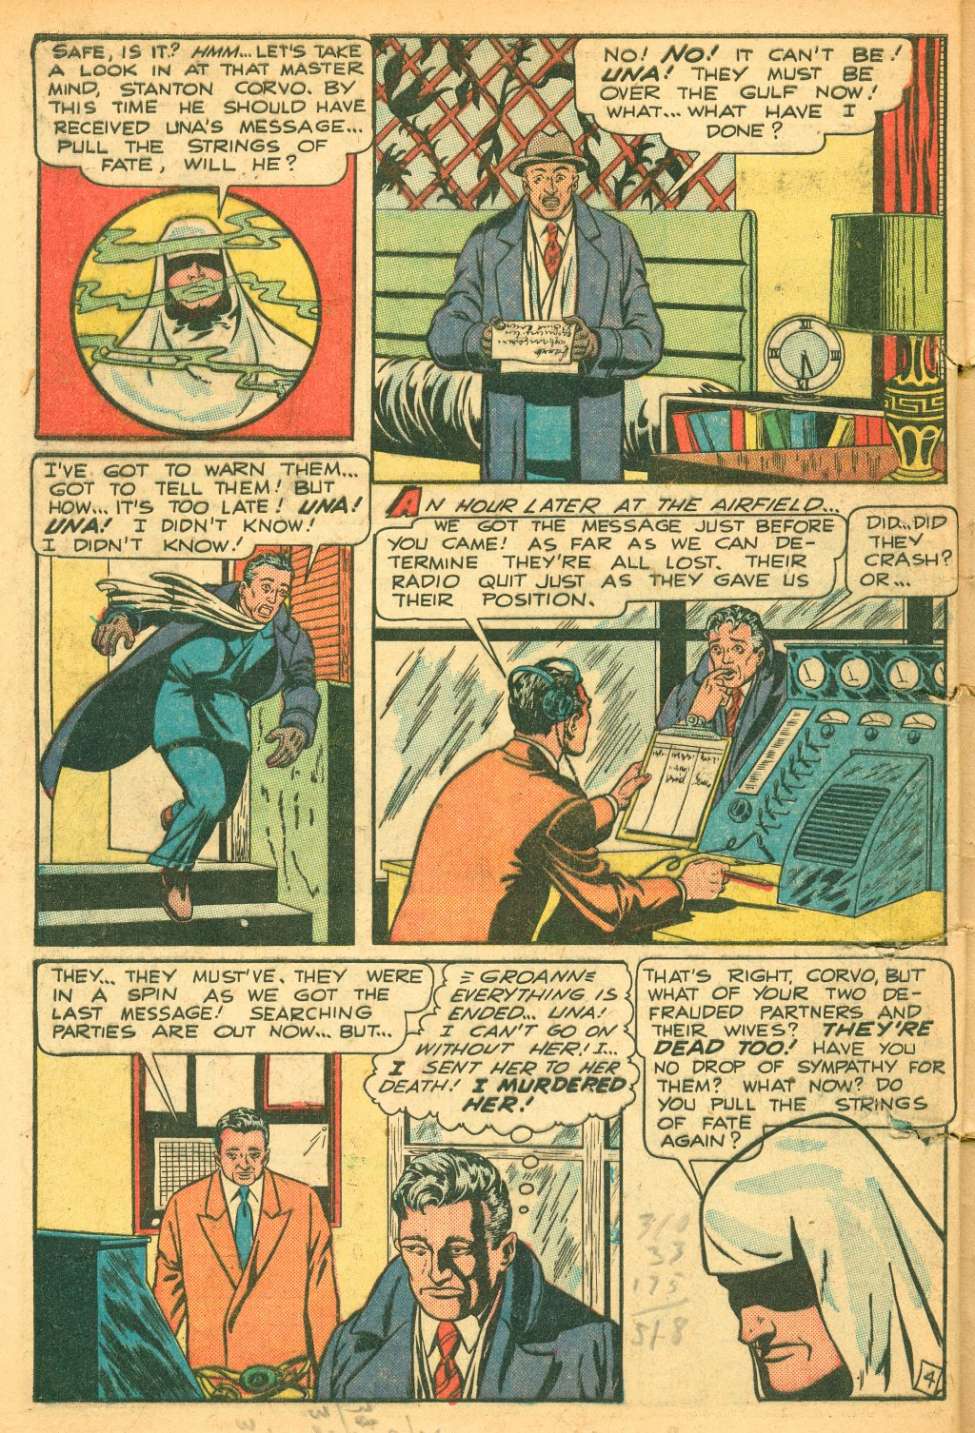 SAFE, IS IT? HMM... LET'S TAKE
A LOOK IN AT THAT MASTER
MIND, STANTON CORVO. BY
THIS TIME HE SHOULD HAVE
RECEIVED UNA'S MESSAGE...
PULL THE STRINGS OF
FATE, WILL HE?
NO! NO! IT CAN'T BE!
UNA! THEY MUST BE
OVER THE GULF NOW!
WHAT... WHAT HAVE I
DONE?
I'VE GOT TO WARN THEM...
GOT TO TELL THEM! BUT
HOW... IT'S TOO LATE! UNA!
UNA! I DIDN'T KNOW!
I DIDN'T KNOW!
AN HOUR LATER AT THE AIRFIELD...
WE GOT THE MESSAGE JUST BEFORE
YOU CAME! AS FAR AS WE CAN DE-
TERMINE THEY'RE ALL LOST. THEIR
RADIO QUIT JUST AS THEY GAVE US
THEIR POSITION.
DID... DID
THEY
CRASH?
OR...
THEY... THEY MUST'VE. THEY WERE
IN A SPIN AS WE GOT THE
LAST MESSAGE! SEARCHING
PARTIES ARE OUT NOW... BUT...
GROANN
EVERYTHING IS
ENDED... UNA!
I CAN'T GO ON
WITHOUT HER! I...
I SENT HER TO HER
DEATH! I MURDERED
HER!
THAT'S RIGHT, CORVO, BUT
WHAT OF YOUR TWO DE-
FRAUDED PARTNERS AND
THEIR WIVES? THEY'RE
DEAD TOO! HAVE YOU
NO DROP OF SYMPATHY FOR
THEM? WHAT NOW? DO
YOU PULL THE STRINGS
OF FATE
AGAIN?
310
33
175
518
4